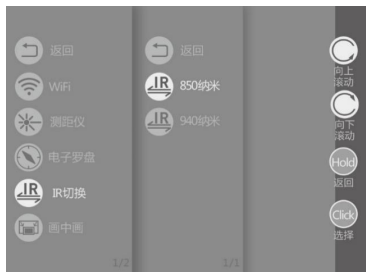 返回
WiFi
测距仪
电子罗盘
IR
IR切换
画中画
1/2
返回
IR
850纳米
IR
940纳米
1/1
向上
滚动
向下
滚动
Hold
返回
Click
选择